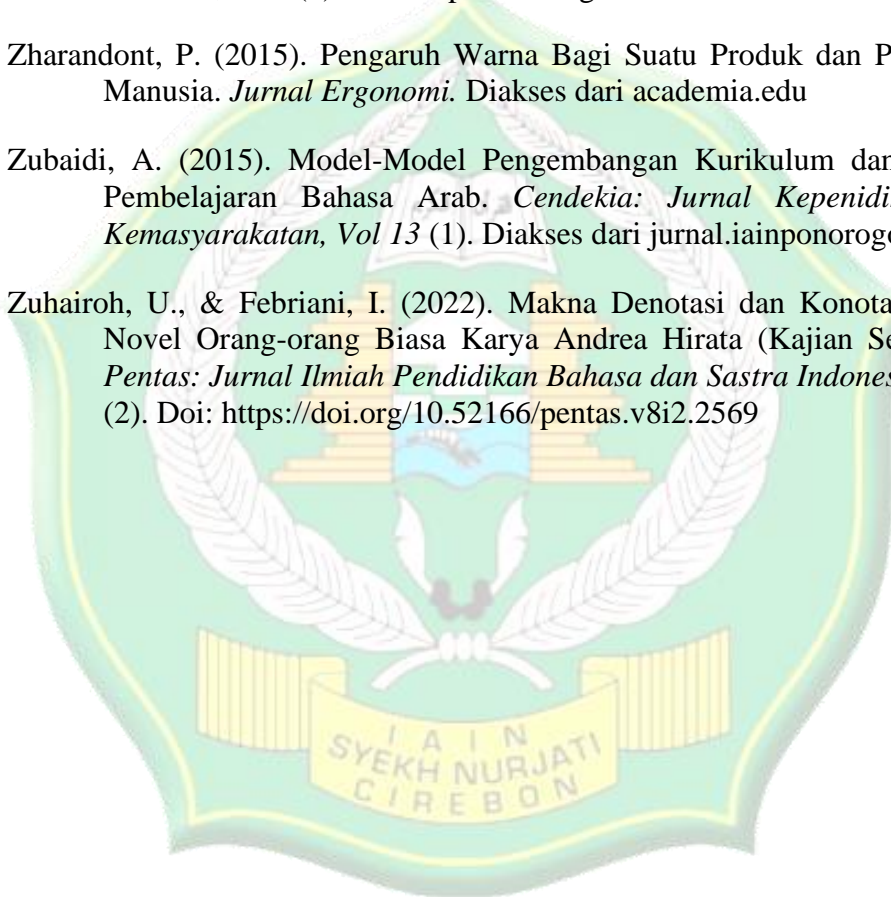 Zharandont, P. (2015). Pengaruh Warna Bagi Suatu Produk dan P
Manusia. Jurnal Ergonomi. Diakses dari academia.edu
Zubaidi, A. (2015). Model-Model Pengembangan Kurikulum dan
Pembelajaran Bahasa Arab. Cendekia: Jurnal Kepenidi
Kemasyarakatan, Vol 13 (1). Diakses dari jurnal.iainponorogo
Zuhairoh, U., & Febriani, I. (2022). Makna Denotasi dan Konota
Novel Orang-orang Biasa Karya Andrea Hirata (Kajian Se
Pentas: Jurnal Ilmiah Pendidikan Bahasa dan Sastra Indones
(2). Doi: https://doi.org/10.52166/pentas.v8i2.2569
IAIN
SYEKH NURJATI
CIREBON